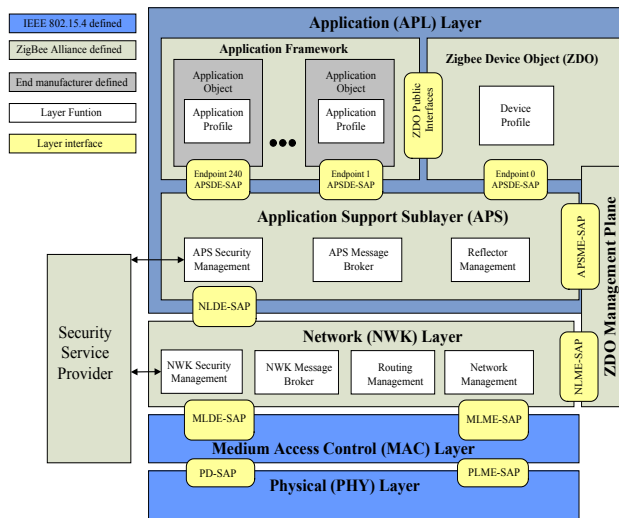 IEEE 802.15.4 defined
ZigBee Alliance defined
End manufacturer defined
Layer Funtion
Layer interface
Application (APL) Layer
Application Framework
Application
Object
Application
Profile
Application
Object
Application
Profile
ZDO Public
Interfaces
Zigbee Device Object (ZDO)
Device
Profile
Endpoint 240
APSDE-SAP
Endpoint 1
APSDE-SAP
Endpoint 0
APSDE-SAP
Application Support Sublayer (APS)
APS Security
Management
APS Message
Broker
Reflector
Management
APSME-SAP
ZDO Management Plane
NLDE-SAP
Security
Service
Provider
Network (NWK) Layer
NWK Security
Management
NWK Message
Broker
Routing
Management
Network
Management
NLME-SAP
MLDE-SAP
MLME-SAP
Medium Access Control (MAC) Layer
PD-SAP
PLME-SAP
Physical (PHY) Layer